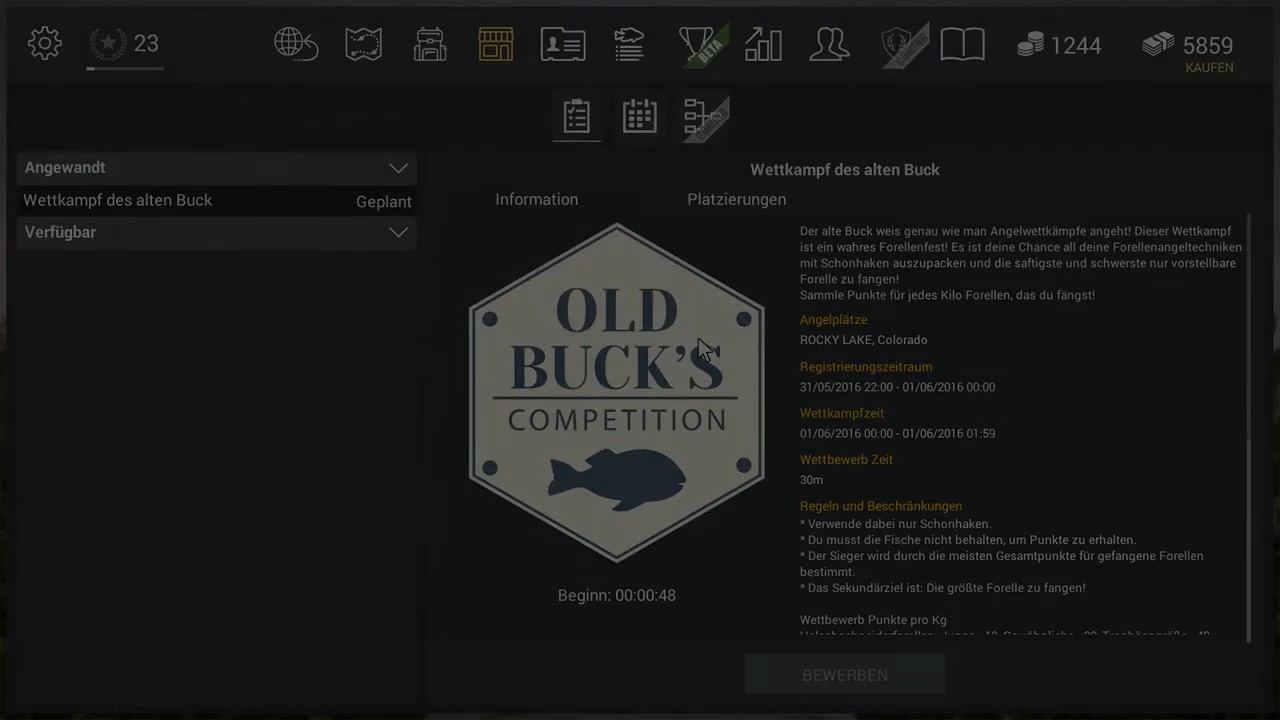 23
BETA
1244
5859
KAUFEN
Angewandt
Wettkampf des alten Buck
Geplant
Verfügbar
Wettkampf des alten Buck
Information
Platzierungen
OLD
BUCK'S
COMPETITION
Beginn: 00:00:48
Der alte Buck weis genau wie man Angelwettkämpfe angeht! Dieser Wettkampf
ist ein wahres Forellenfest! Es ist deine Chance all deine Forellenangeltechniken
mit Schonhaken auszupacken und die saftigste und schwerste nur vorstellbare
Forelle zu fangen!
Sammle Punkte für jedes Kilo Forellen, das du fängst!
Angelplätze
ROCKY LAKE, Colorado
Registrierungszeitraum
31/05/2016 22:00 - 01/06/2016 00:00
Wettkampfzeit
01/06/2016 00:00 - 01/06/2016 01:59
Wettbewerb Zeit
30m
Regeln und Beschränkungen
* Verwende dabei nur Schonhaken.
* Du musst die Fische nicht behalten, um Punkte zu erhalten.
* Der Sieger wird durch die meisten Gesamtpunkte für gefangene Forellen
bestimmt.
* Das Sekundärziel ist: Die größte Forelle zu fangen!
Wettbewerb Punkte pro Kg
BEWERBEN